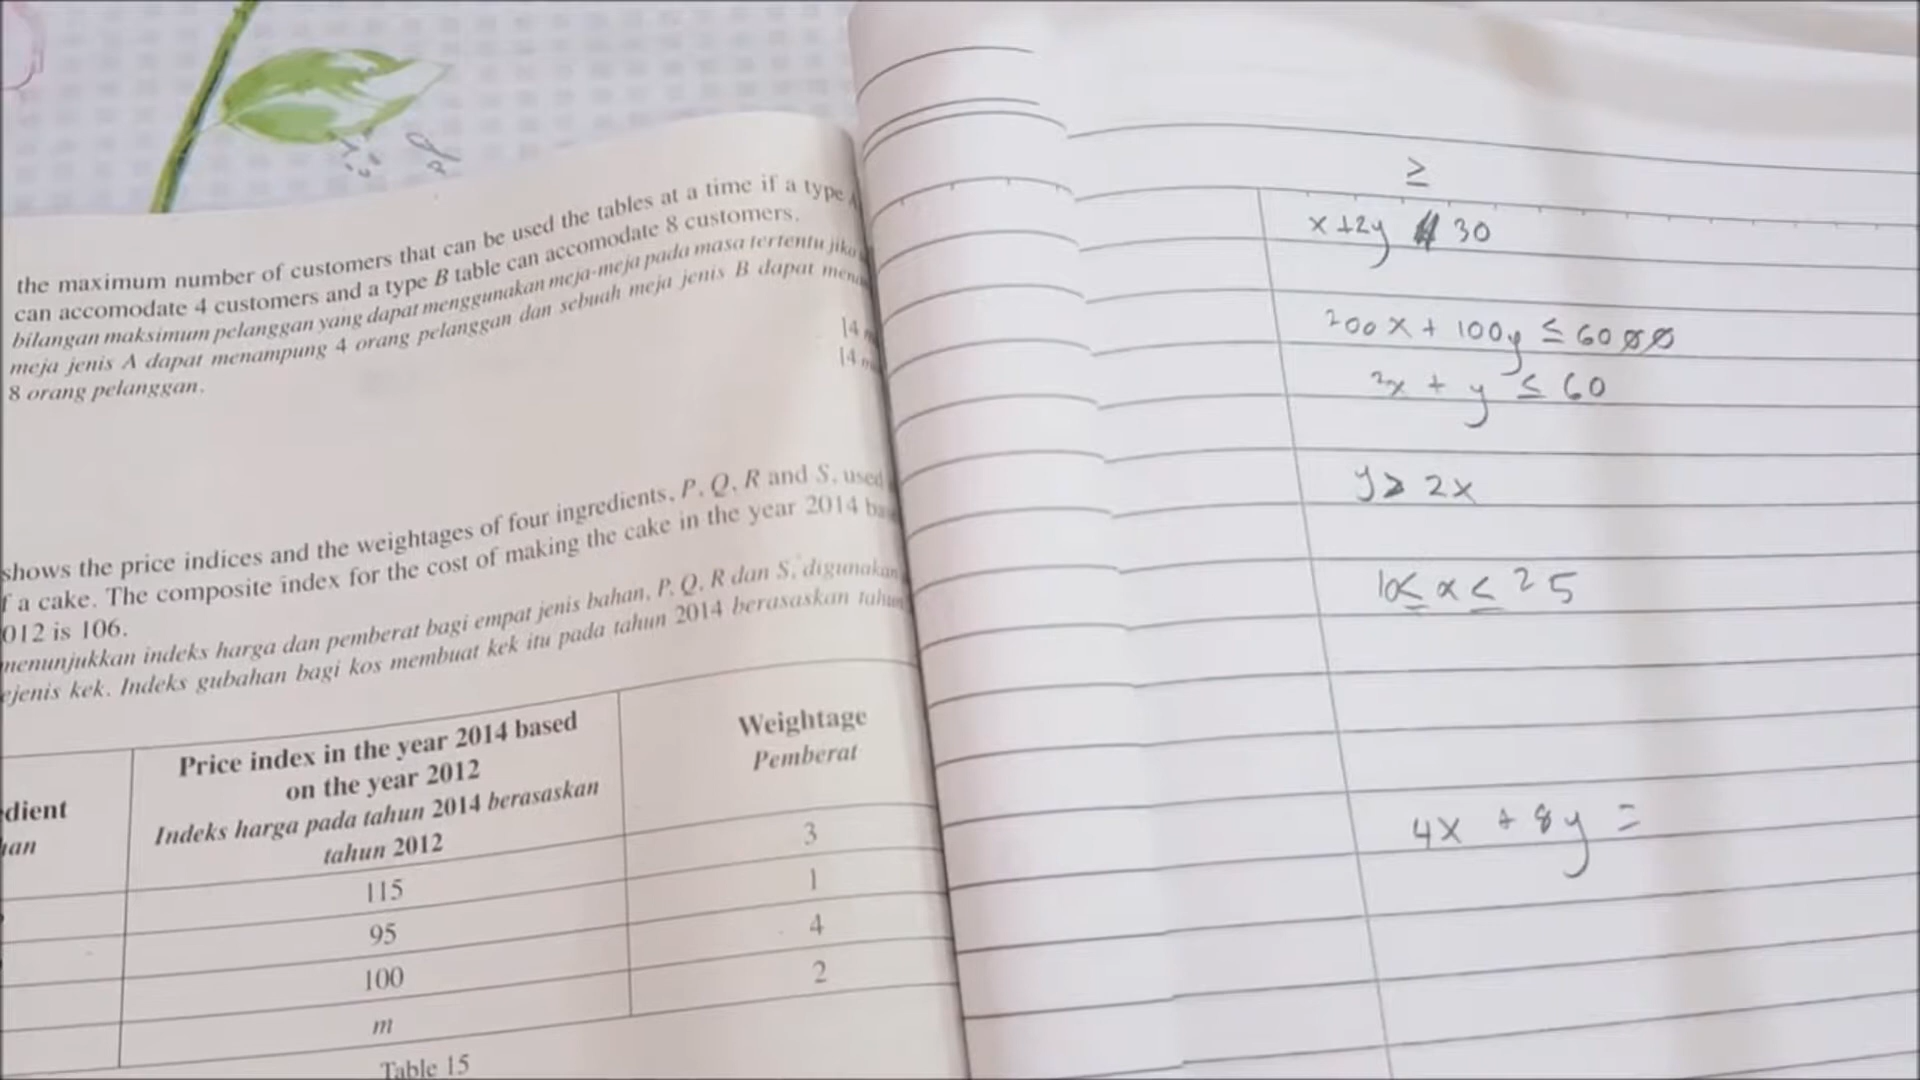 the maximum number of customers that can be used the tables at a time if a type
can accomodate 4 customers and a type B table can accomodate 8 customers.
bilangan maksimum pelanggan yang dapat menggunakan meja-meja pada masa tertentu jika
meja jenis A dapat menampung 4 orang pelanggan dan sebuah meja jenis B dapat
8 orang pelanggan.
[4
[4
shows the price indices and the weightages of four ingredients, P, Q, R and S, used
f a cake. The composite index for the cost of making the cake in the year 2014
012 is 106.
menunjukkan indeks harga dan pemberat bagi empat jenis bahan, P, Q, R dan S, digunakan
ejenis kek. Indeks gubahan bagi kos membuat kek itu pada tahun 2014 berasaskan tahun
dient
Price index in the year 2014 based
on the year 2012
Indeks harga pada tahun 2014 berasaskan
tahun 2012
Weightage
Pemberat
115 3
95 1
100 4
m 2
Table 15
≥
x + 2y 30
200x + 100y ≤ 6000
2x + y ≤ 60
y > 2x
10 ≤ x ≤ 25
4x + 8y =